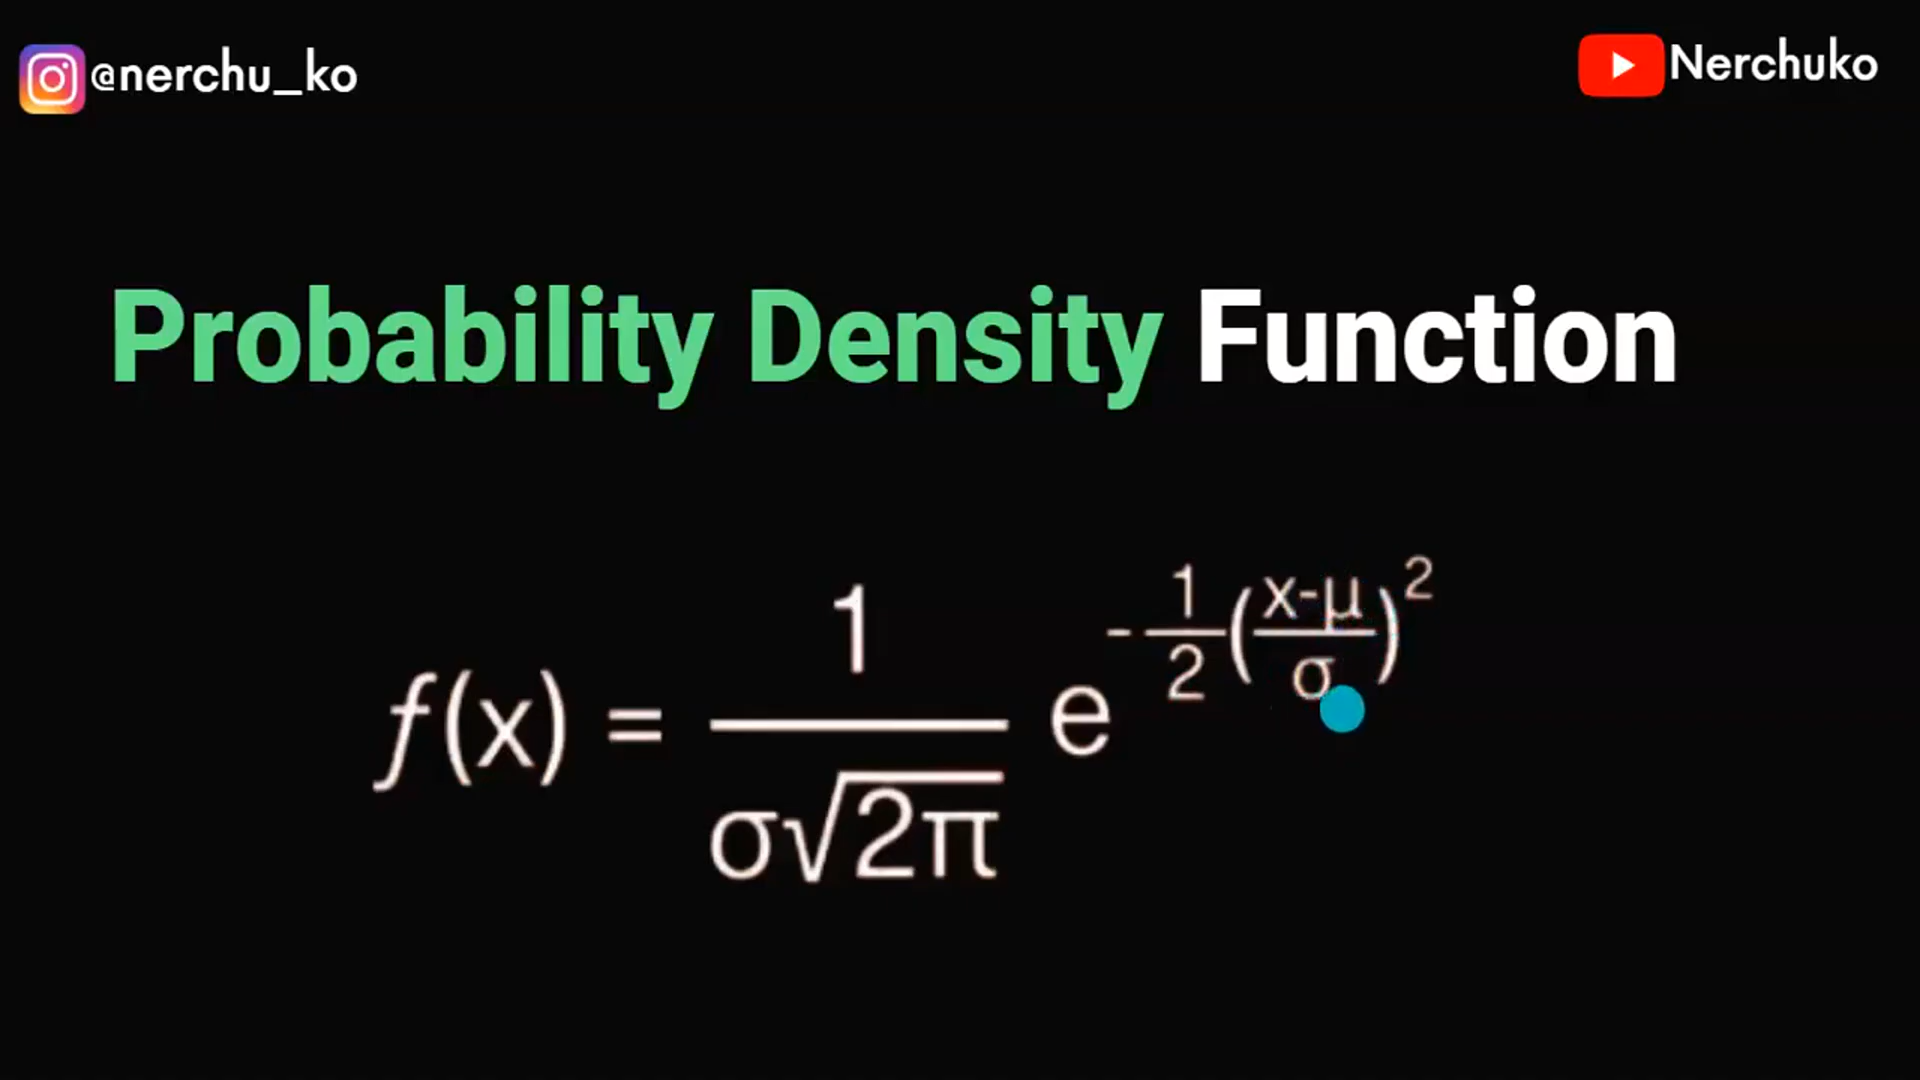 @nerchu_ko
Nerchuko
Probability Density Function
f(x) = 1/(σ√2π) e^(-1/2((x-μ)/σ)^2)